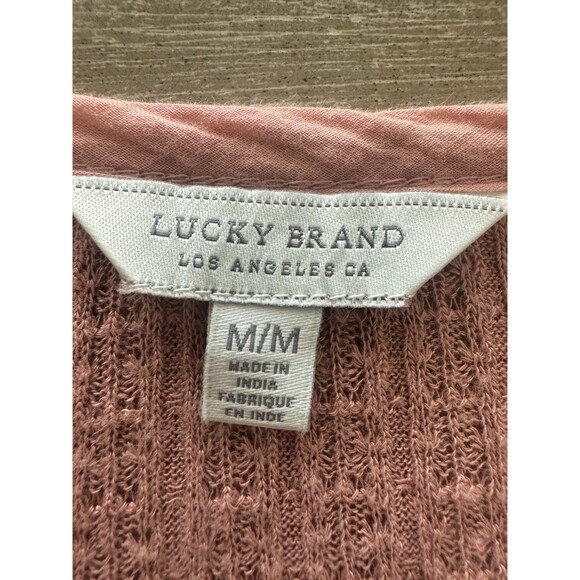 LUCKY BRAND
LOS ANGELES CA
M/M
MADE IN
INDIA
FABRIQUE
EN INDE